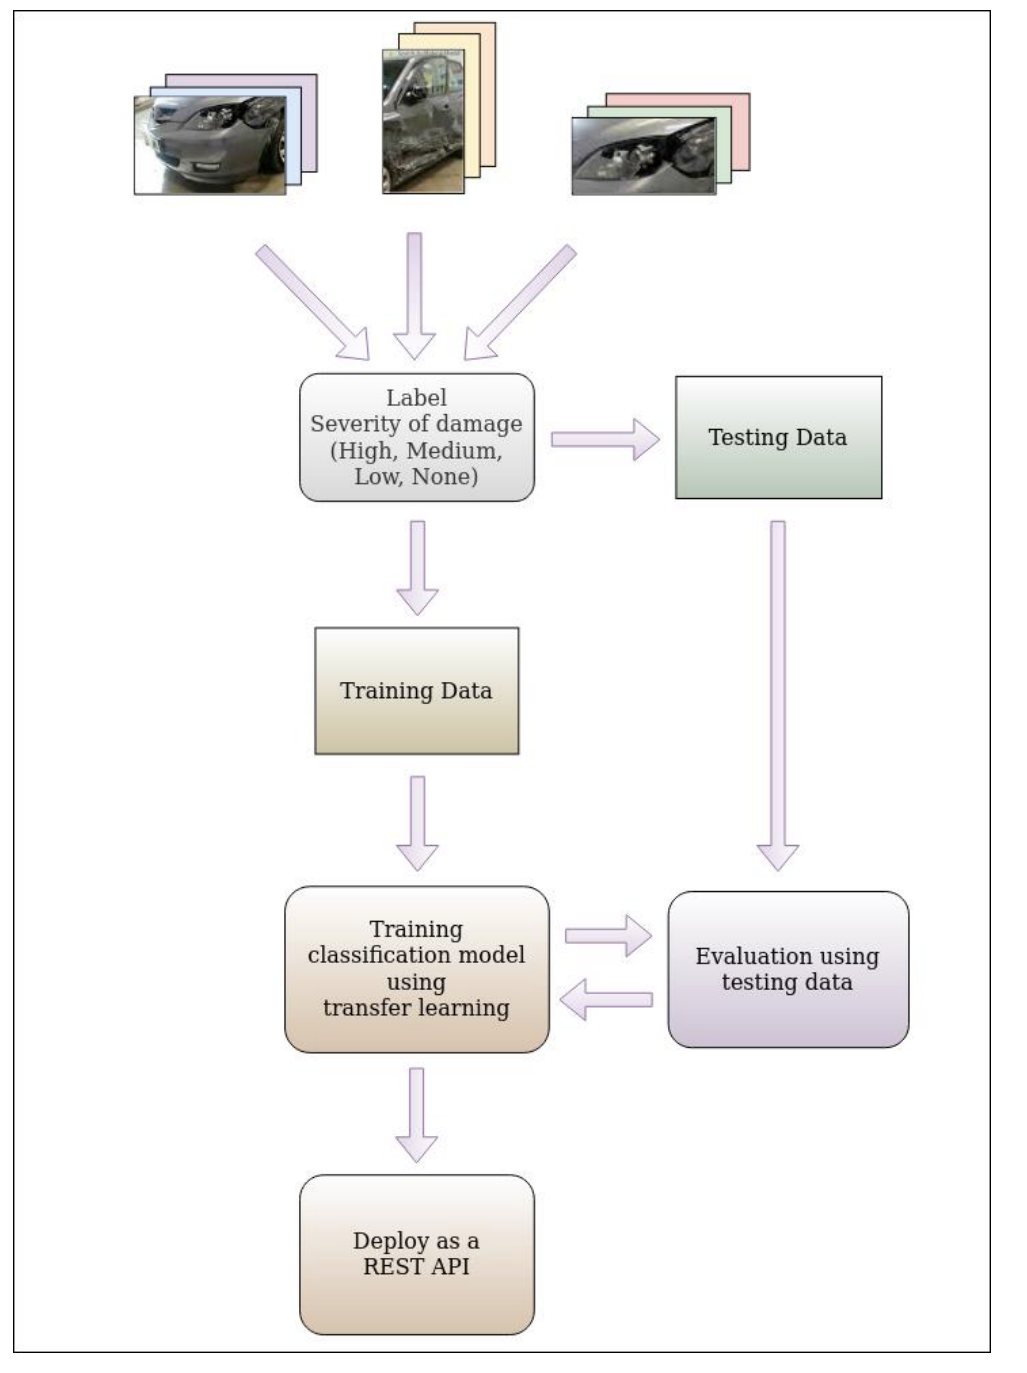 Label
Severity of damage
(High, Medium,
Low, None)
Testing Data
Training Data
Training
classification model
using
transfer learning
Evaluation using
testing data
Deploy as a
REST API